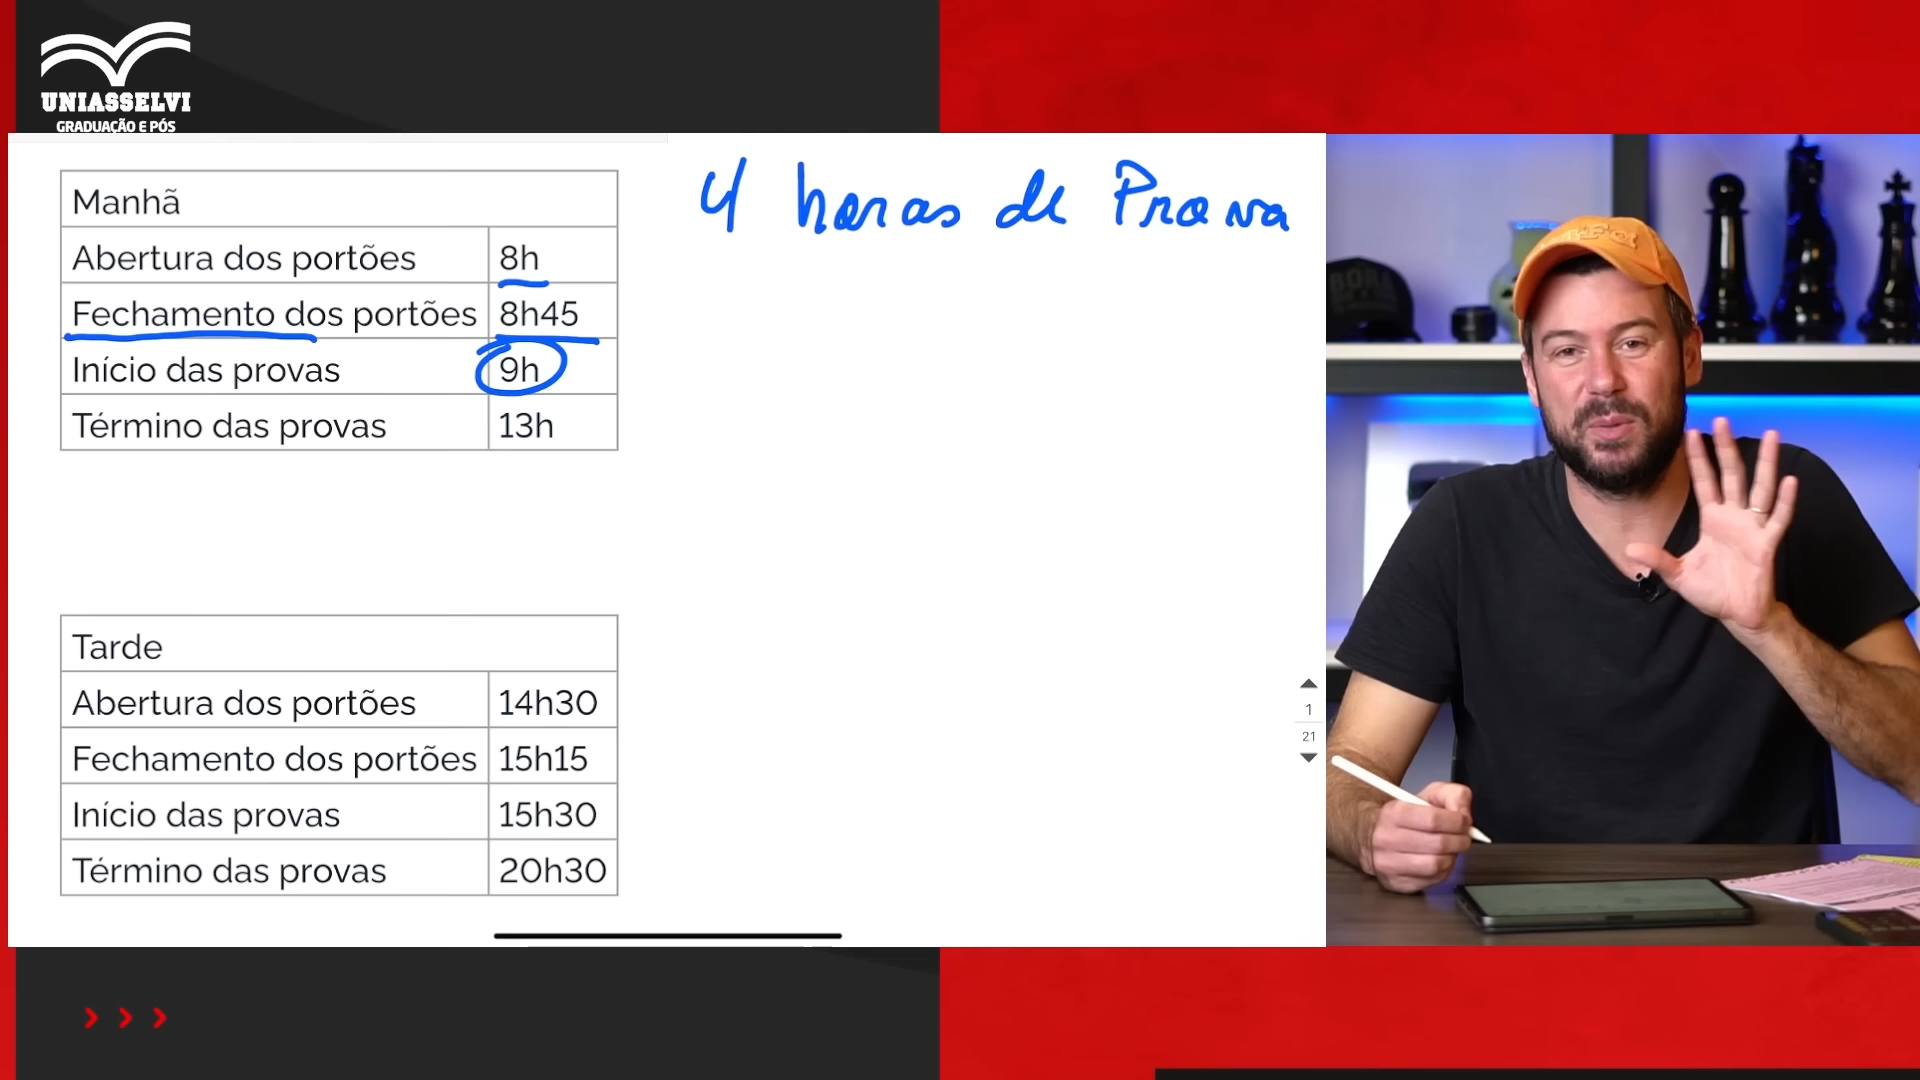 UNIASSELVI
GRADUAÇÃO E PÓS
4 horas de Prova
Manhã
Abertura dos portões 8h
Fechamento dos portões 8h45
Início das provas 9h
Término das provas 13h
Tarde
Abertura dos portões 14h30
Fechamento dos portões 15h15
Início das provas 15h30
Término das provas 20h30
1
21